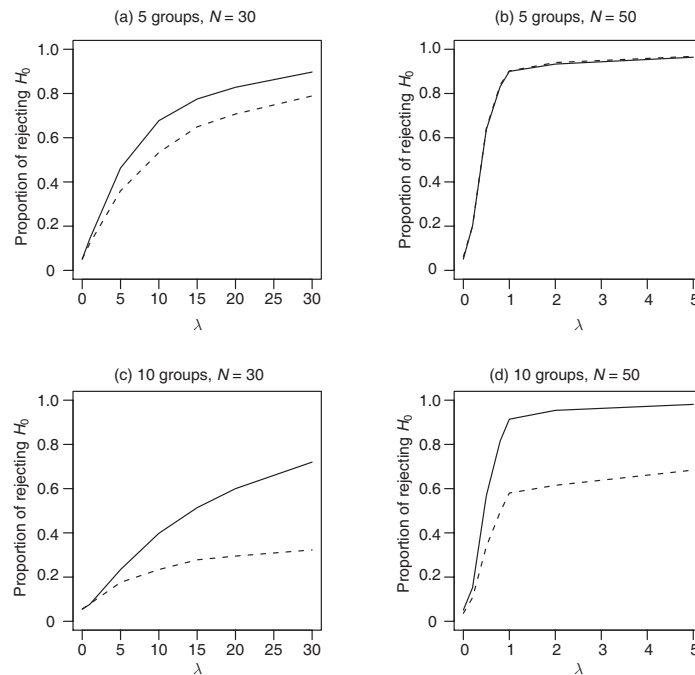 (a) 5 groups, N = 30
Proportion of rejecting H0
1.0
0.8
0.6
0.4
0.2
0
0 5 10 15 20 25 30
λ
(b) 5 groups, N = 50
Proportion of rejecting H0
1.0
0.8
0.6
0.4
0.2
0
0 1 2 3 4 5
λ
(c) 10 groups, N = 30
Proportion of rejecting H0
1.0
0.8
0.6
0.4
0.2
0
0 5 10 15 20 25 30
λ
(d) 10 groups, N = 50
Proportion of rejecting H0
1.0
0.8
0.6
0.4
0.2
0
0 1 2 3 4 5
λ